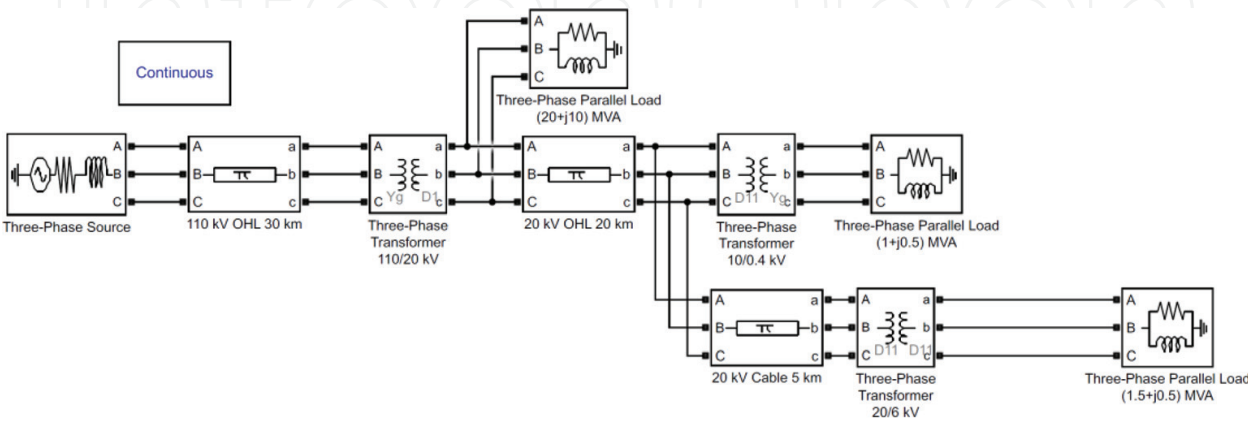 Continuous
A
B
C
Three-Phase Parallel Load
(20+j10) MVA
A
B
C
Three-Phase Source
A
B
C
π
a
b
c
110 kV OHL 30 km
A
B
C
Yg
D1
a
b
c
Three-Phase
Transformer
110/20 kV
A
B
C
π
a
b
c
20 kV OHL 20 km
A
B
C
D11
Yg
a
b
c
Three-Phase
Transformer
10/0.4 kV
A
B
C
Three-Phase Parallel Load
(1+j0.5) MVA
A
B
C
π
a
b
c
20 kV Cable 5 km
A
B
C
D11
D11
a
b
c
Three-Phase
Transformer
20/6 kV
A
B
C
Three-Phase Parallel Load
(1.5+j0.5) MVA